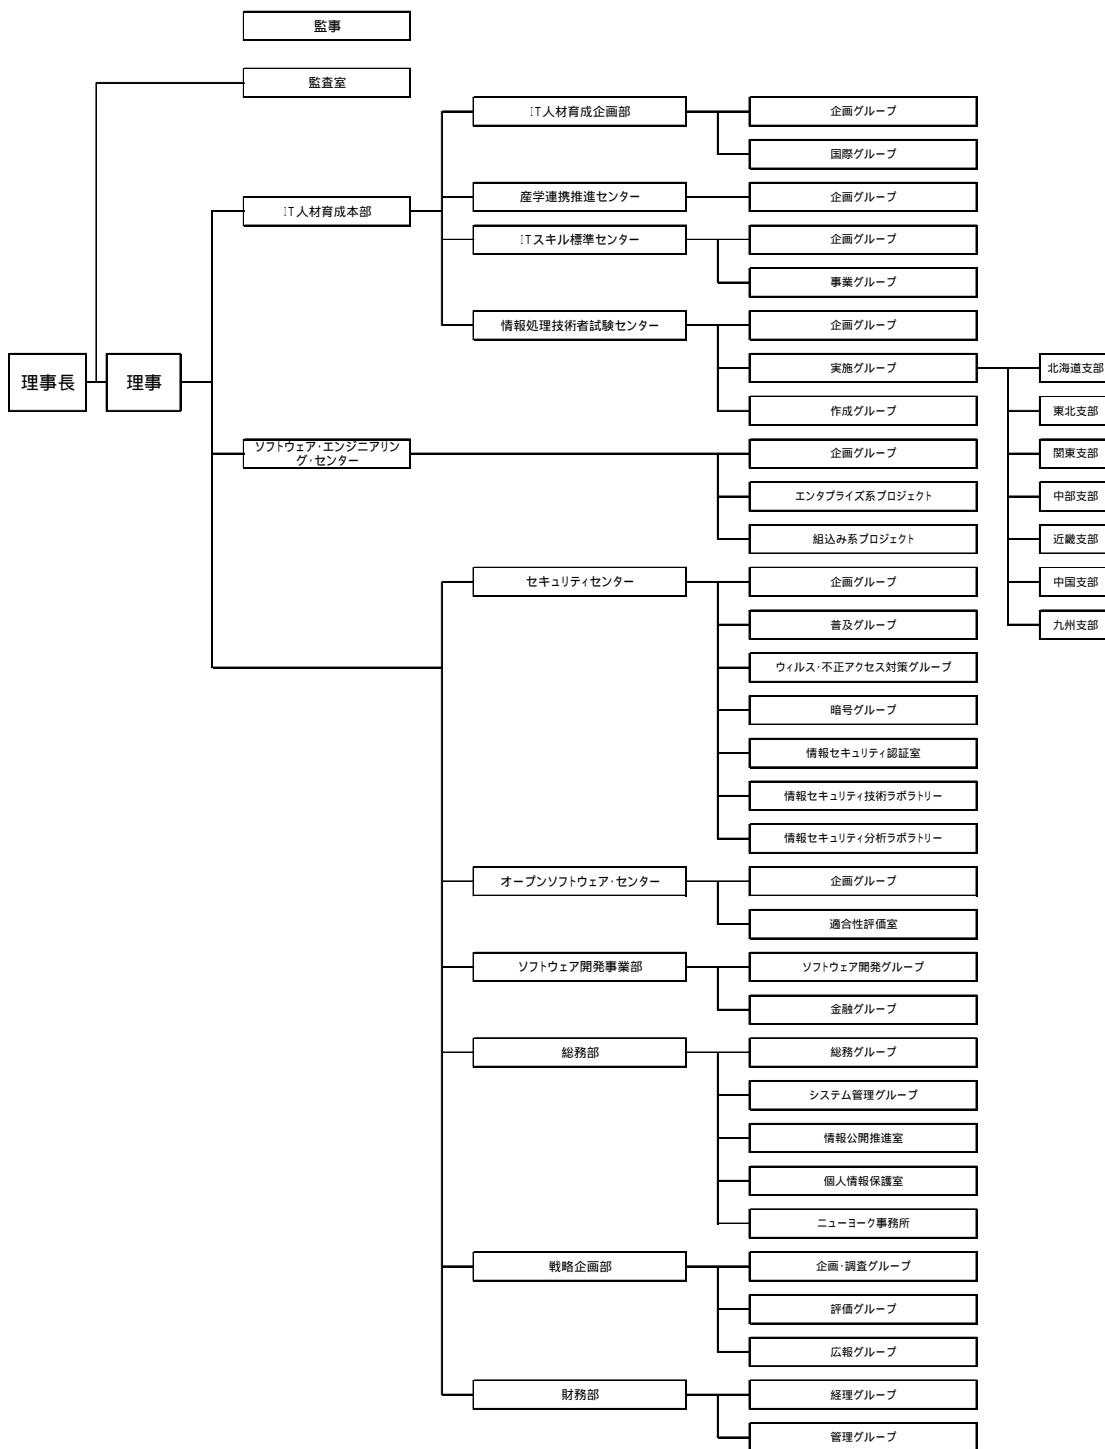 監事
監査室
IT人材育成企画部
企画グループ
国際グループ
産学連携推進センター
企画グループ
IT人材育成本部
ITスキル標準センター
企画グループ
事業グループ
情報処理技術者試験センター
企画グループ
理事長
理事
実施グループ
北海道支部
作成グループ
東北支部
ソフトウェア・エンジニアリン
グ・センター
企画グループ
関東支部
エンタプライズ系プロジェクト
中部支部
組込み系プロジェクト
近畿支部
セキュリティセンター
企画グループ
中国支部
普及グループ
九州支部
ウィルス・不正アクセス対策グループ
暗号グループ
情報セキュリティ認証室
情報セキュリティ技術ラボラトリー
情報セキュリティ分析ラボラトリー
オープンソフトウェア・センター
企画グループ
適合性評価室
ソフトウェア開発事業部
ソフトウェア開発グループ
金融グループ
総務部
総務グループ
システム管理グループ
情報公開推進室
個人情報保護室
ニューヨーク事務所
戦略企画部
企画・調査グループ
評価グループ
広報グループ
財務部
経理グループ
管理グループ